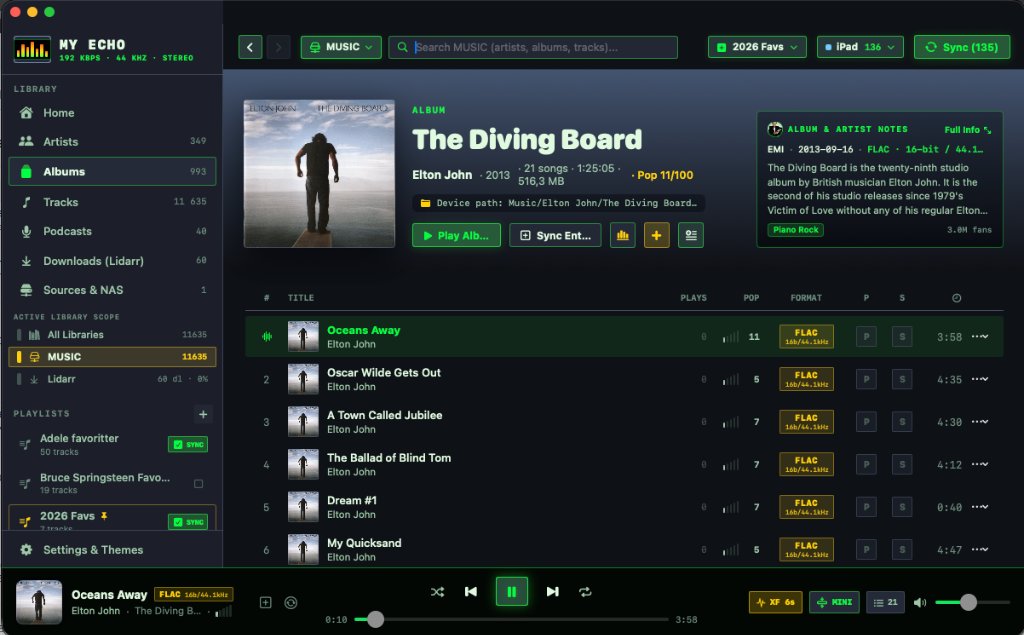 MY ECHO
192 KBPS · 44 KHZ · STEREO
MUSIC
Search MUSIC (artists, albums, tracks)...
2026 Favs
iPad 136
Sync (135)
LIBRARY
Home
Artists 349
Albums 993
Tracks 11 635
Podcasts 40
Downloads (Lidarr) 60
Sources & NAS 1
ACTIVE LIBRARY SCOPE
All Libraries 11635
MUSIC 11635
Lidarr 60 dl · 0%
PLAYLISTS +
Adele favoritter
50 tracks
SYNC
Bruce Springsteen Favo...
19 tracks
2026 Favs
7 tracks
SYNC
Settings & Themes
ELTON JOHN THE DIVING BOARD
ALBUM
The Diving Board
Elton John · 2013 · 21 songs · 1:25:05 · 516,3 MB · Pop 11/100
Device path: Music/Elton John/The Diving Board…
Play Alb...
Sync Ent...
ALBUM & ARTIST NOTES Full Info
EMI · 2013-09-16 · FLAC · 16-bit / 44.1…
The Diving Board is the twenty-ninth studio
album by British musician Elton John. It is the
second of his studio releases since 1979's
Victim of Love without any of his regular Elton...
Piano Rock 3.0M fans
# TITLE PLAYS POP FORMAT P S
Oceans Away 0 11 FLAC 16b/44.1kHz P S 3:58
Elton John
2 Oscar Wilde Gets Out 0 5 FLAC 16b/44.1kHz P S 4:35
Elton John
3 A Town Called Jubilee 0 7 FLAC 16b/44.1kHz P S 4:30
Elton John
4 The Ballad of Blind Tom 0 7 FLAC 16b/44.1kHz P S 4:12
Elton John
5 Dream #1 0 7 FLAC 16b/44.1kHz P S 0:40
Elton John
6 My Quicksand 0 5 FLAC 16b/44.1kHz P S 4:47
Elton John
Oceans Away FLAC 16b/44.1kHz
Elton John · The Diving B... ·
0:10 3:58
XF 6s
MINI
21